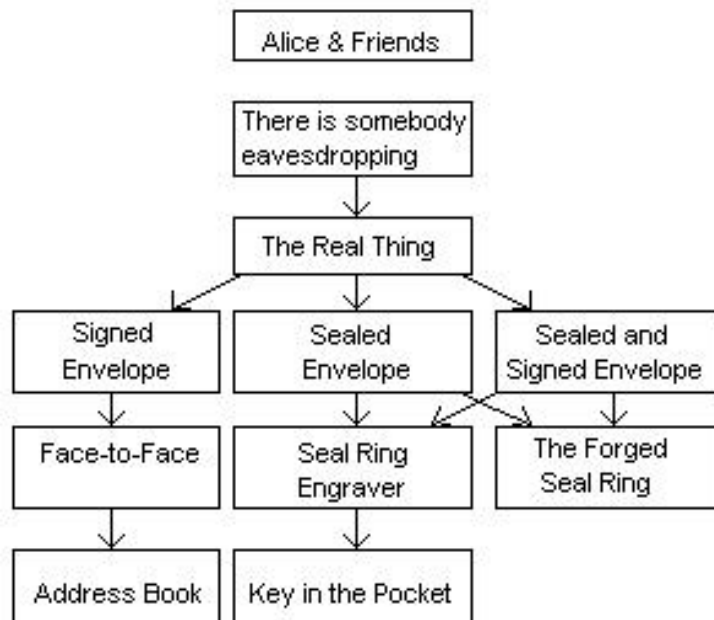 Alice & Friends
There is somebody
eavesdropping
The Real Thing
Signed
Envelope
Sealed
Envelope
Sealed and
Signed Envelope
Face-to-Face
Seal Ring
Engraver
The Forged
Seal Ring
Address Book
Key in the Pocket